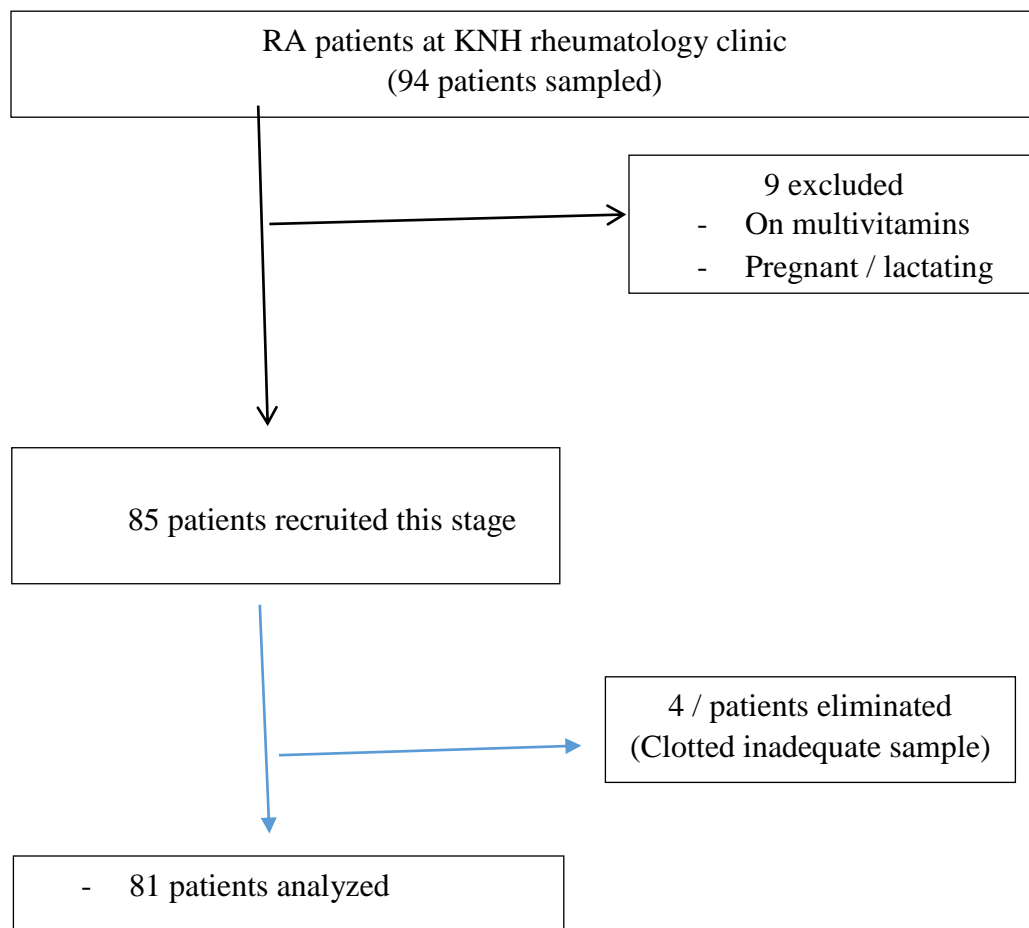 RA patients at KNH rheumatology clinic
(94 patients sampled)
9 excluded
- On multivitamins
- Pregnant / lactating
85 patients recruited this stage
4 / patients eliminated
(Clotted inadequate sample)
- 81 patients analyzed